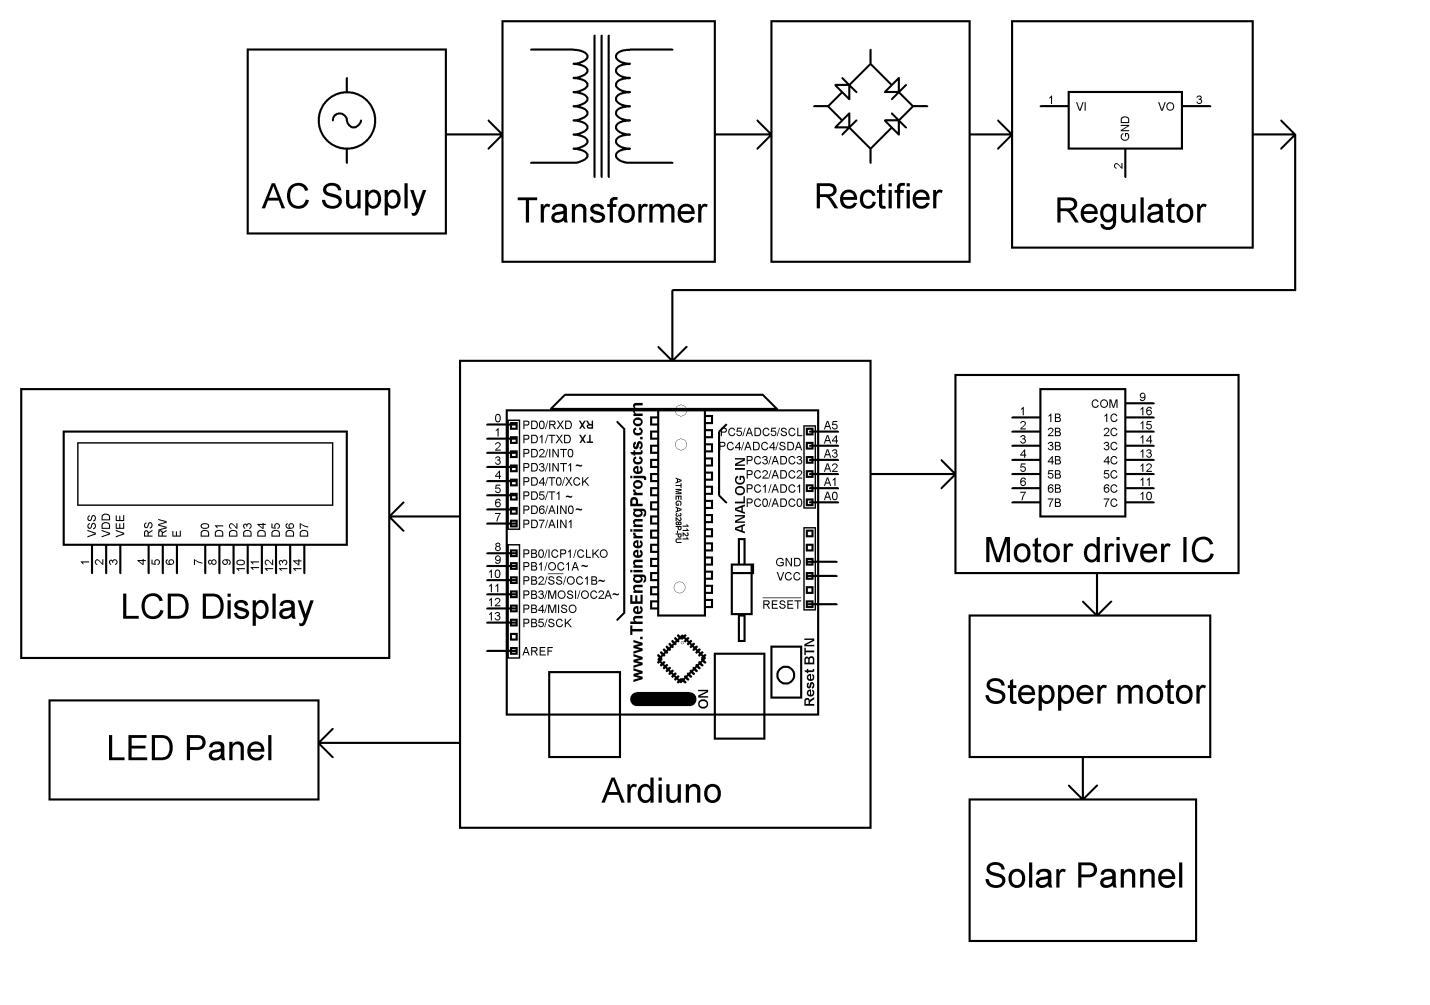 AC Supply
Transformer
Rectifier
1 VI VO 3
GND
2
Regulator
VSS VDD VEE RS RW E D0 D1 D2 D3 D4 D5 D6 D7
1 2 3 4 5 6 7 8 9 10 11 12 13 14
LCD Display
LED Panel
0 PD0/RXD RX
1 PD1/TXD TX
2 PD2/INT0
3 PD3/INT1~
4 PD4/T0/XCK
5 PD5/T1~
6 PD6/AIN0~
7 PD7/AIN1
8 PB0/ICP1/CLKO
9 PB1/OC1A~
10 PB2/SS/OC1B~
11 PB3/MOSI/OC2A~
12 PB4/MISO
13 PB5/SCK
AREF
www.TheEngineeringProjects.com
ATMEGA328P-PU
1121
ANALOG IN
PC5/ADC5/SCL A5
PC4/ADC4/SDA A4
PC3/ADC3 A3
PC2/ADC2 A2
PC1/ADC1 A1
PC0/ADC0 A0
GND
VCC
RESET
ON
Reset BTN
Ardiuno
COM 9
1 1B 1C 16
2 2B 2C 15
3 3B 3C 14
4 4B 4C 13
5 5B 5C 12
6 6B 6C 11
7 7B 7C 10
Motor driver IC
Stepper motor
Solar Pannel